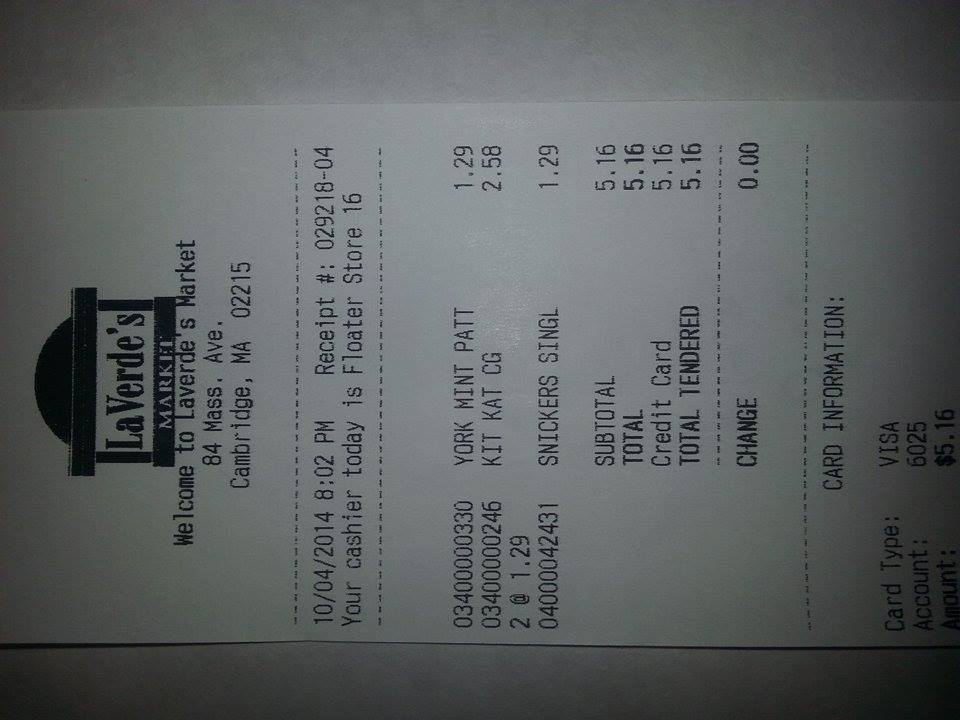 LaVerde's
MARKET
Welcome to Laverde's Market
84 Mass. Ave.
Cambridge, MA 02215
10/04/2014 8:02 PM Receipt #: 029218-04
Your cashier today is Floater Store 16
03400000330 YORK MINT PATT 1.29
03400000246 KIT KAT CG 2.58
2 @ 1.29
04000042431 SNICKERS SINGL 1.29
SUBTOTAL 5.16
TOTAL 5.16
Credit Card 5.16
TOTAL TENDERED 5.16
CHANGE 0.00
CARD INFORMATION:
Card Type: VISA
Account: 6025
Amount: $5.16